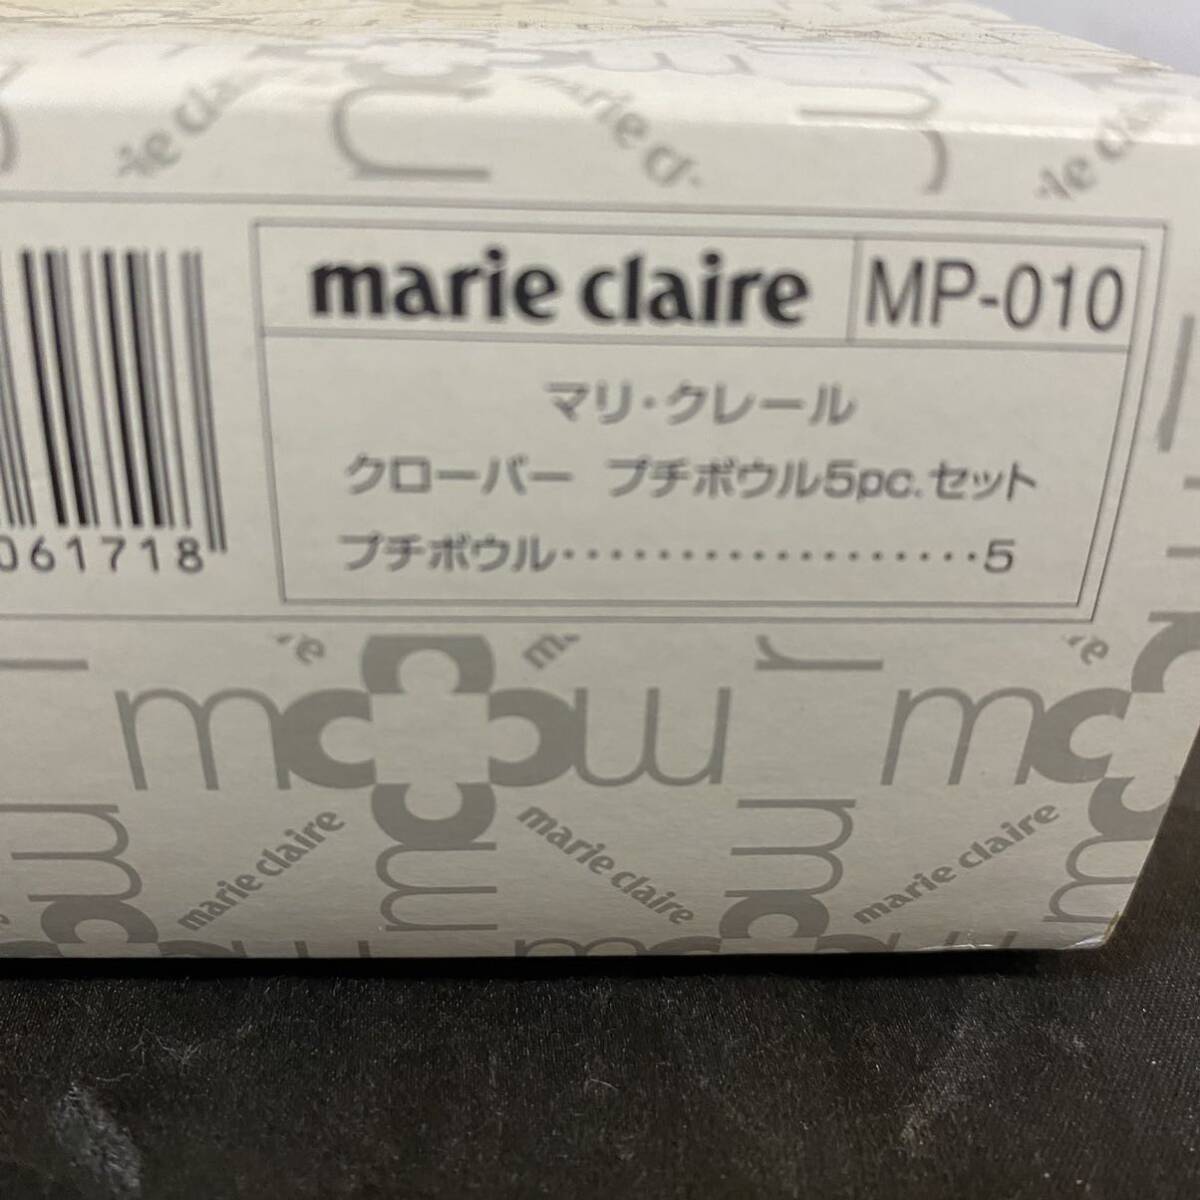 marie claire MP-010
マリ・クレール
クローバー プチボウル5pc.セット
プチボウル・・・・・・・・・・・・・・・・・・・5
061718
marie claire
marie claire
marie claire